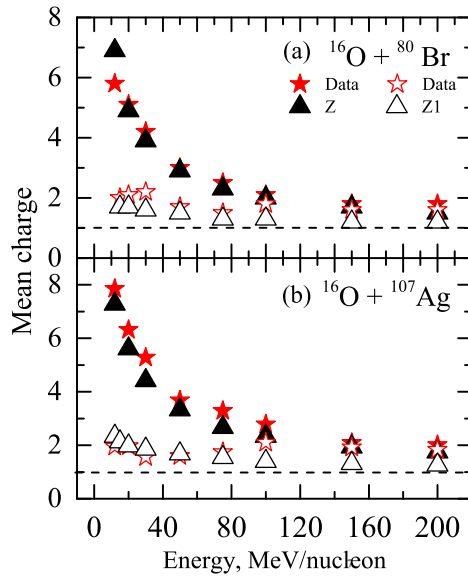 8
(a) ¹⁶O + ⁸⁰Br
Data Data
Z Z1
6
4
2
0
Mean charge
(b) ¹⁶O + ¹⁰⁷Ag
8
6
4
2
0
0 40 80 120 160 200
Energy, MeV/nucleon